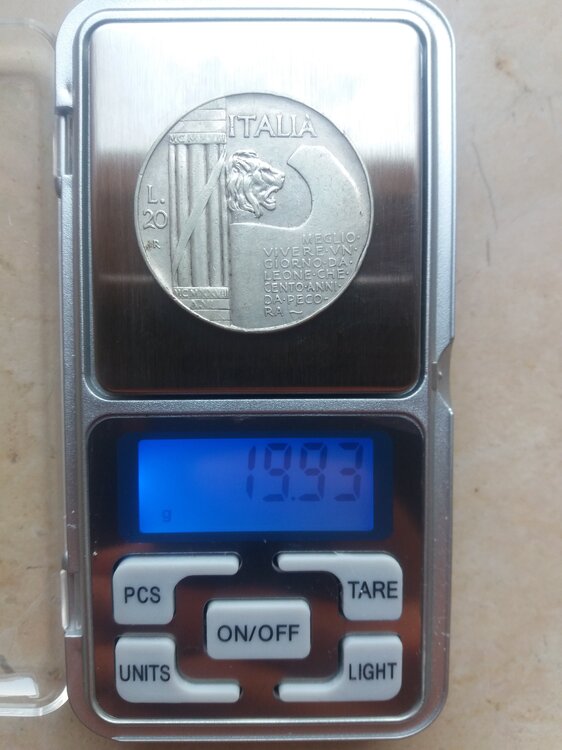 ITALIA
L.
20
R
MEGLIO
VIVERE·VN·
GIORNO·DA
LEONE·CHE
CENTO·ANNI
DA·PECO-
RA
19.93
g
PCS
TARE
ON/OFF
UNITS
LIGHT